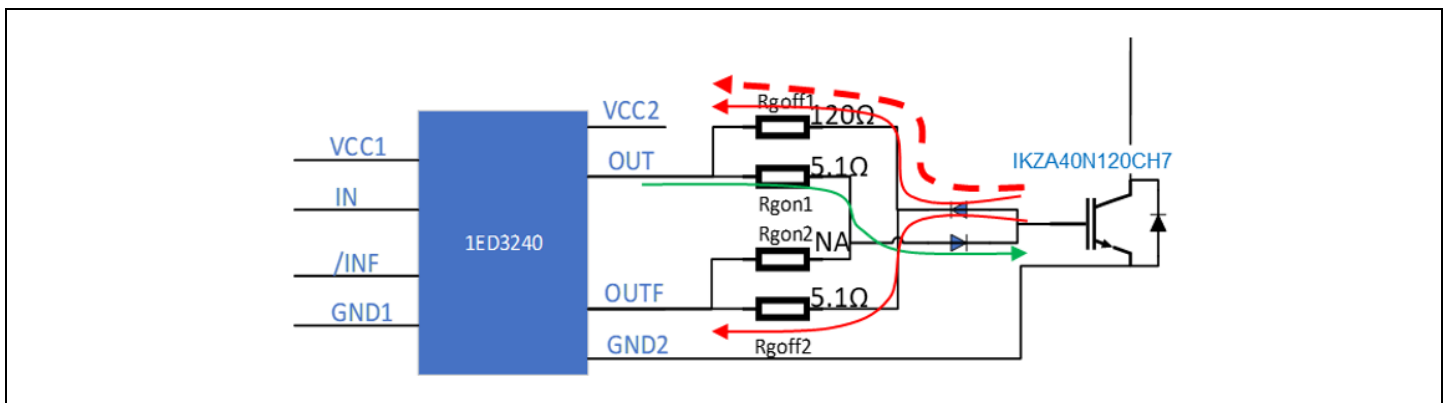 VCC1
IN
/INF
GND1
1ED3240
VCC2
OUT
OUTF
GND2
Rgoff1
120Ω
5.1Ω
Rgon1
Rgon2
NA
5.1Ω
Rgoff2
IKZA40N120CH7